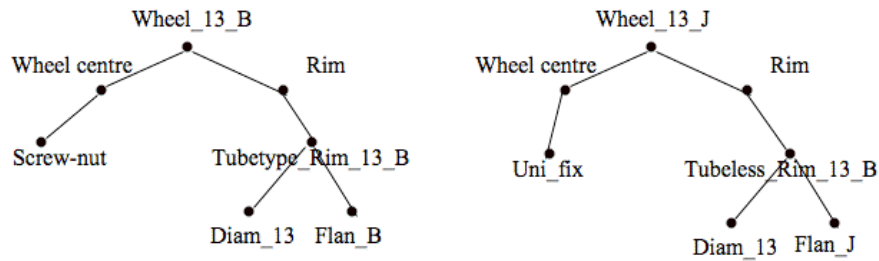 Wheel_13_B
Wheel centre
Rim
Screw-nut
Tubetype_Rim_13_B
Diam_13
Flan_B
Wheel_13_J
Wheel centre
Rim
Uni_fix
Tubeless_Rim_13_B
Diam_13
Flan_J